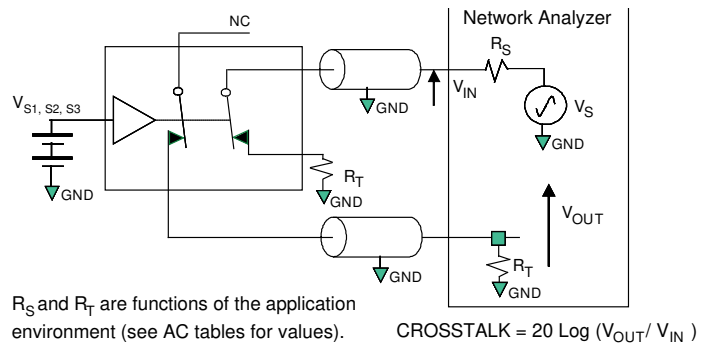 Network Analyzer
NC
R_S
V_IN
GND
V_S
GND
V_S1, S2, S3
GND
R_T
GND
V_OUT
R_T
GND
GND
R_S and R_T are functions of the application
environment (see AC tables for values).
CROSSTALK = 20 Log (V_OUT/ V_IN )